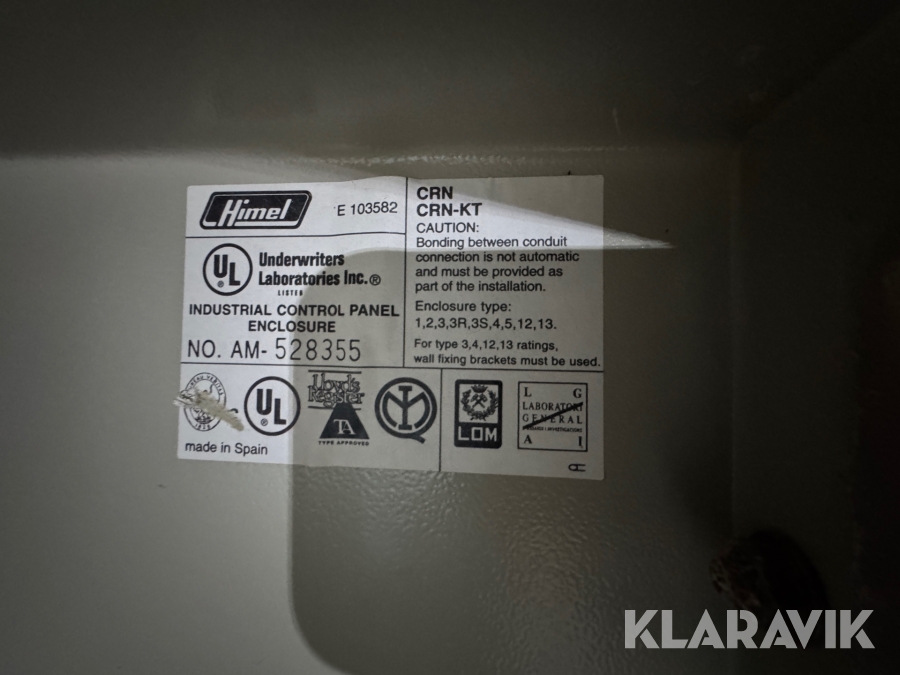 Himel
E 103582
UL
Underwriters
Laboratories Inc.®
LISTED
INDUSTRIAL CONTROL PANEL
ENCLOSURE
NO. AM- 528355
CRN
CRN-KT
CAUTION:
Bonding between conduit
connection is not automatic
and must be provided as
part of the installation.
Enclosure type:
1,2,3,3R,3S,4,5,12,13.
For type 3,4,12,13 ratings,
wall fixing brackets must be used.
UL
Lloyd's
Register
TA
TYPE APPROVED
made in Spain
LOM
L G
LABORATORI
GENERAL
A I
KLARAVIK